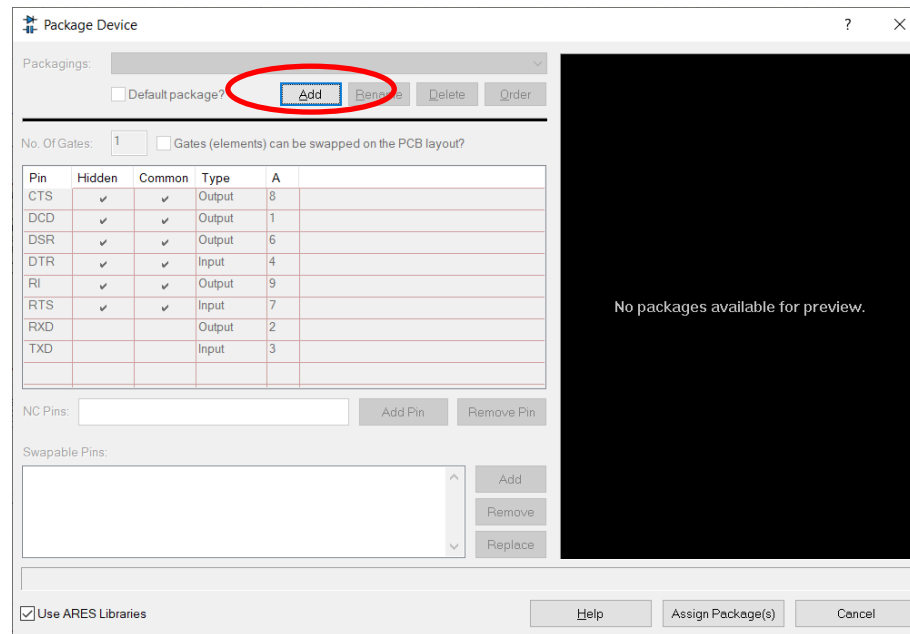 Package Device ?
Packagings:
Default package? Add Rename Delete Order
No. Of Gates: 1 Gates (elements) can be swapped on the PCB layout?
Pin Hidden Common Type A
CTS Output 8
DCD Output 1
DSR Output 6
DTR Input 4
RI Output 9
RTS Input 7
RXD Output 2
TXD Input 3
No packages available for preview.
NC Pins: Add Pin Remove Pin
Swapable Pins:
Add
Remove
Replace
Use ARES Libraries Help Assign Package(s) Cancel